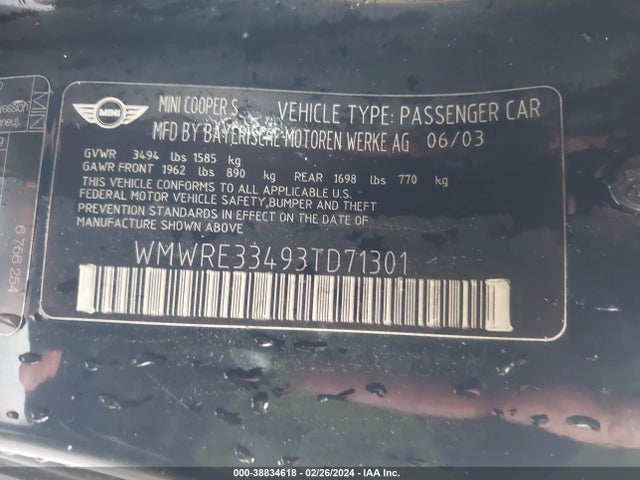 MINI
MINI COOPER S
VEHICLE TYPE: PASSENGER CAR
MFD BY BAYERISCHE MOTOREN WERKE AG 06/03
GVWR 3494 lbs 1585 kg
GAWR FRONT 1962 lbs 890 kg REAR 1698 lbs 770 kg
THIS VEHICLE CONFORMS TO ALL APPLICABLE U.S.
FEDERAL MOTOR VEHICLE SAFETY,BUMPER AND THEFT
PREVENTION STANDARDS IN EFFECT ON THE DATE OF
MANUFACTURE SHOWN ABOVE
WMWRE33493TD71301
MINI
6 766 254
000-38834618 - 02/26/2024 - IAA Inc.